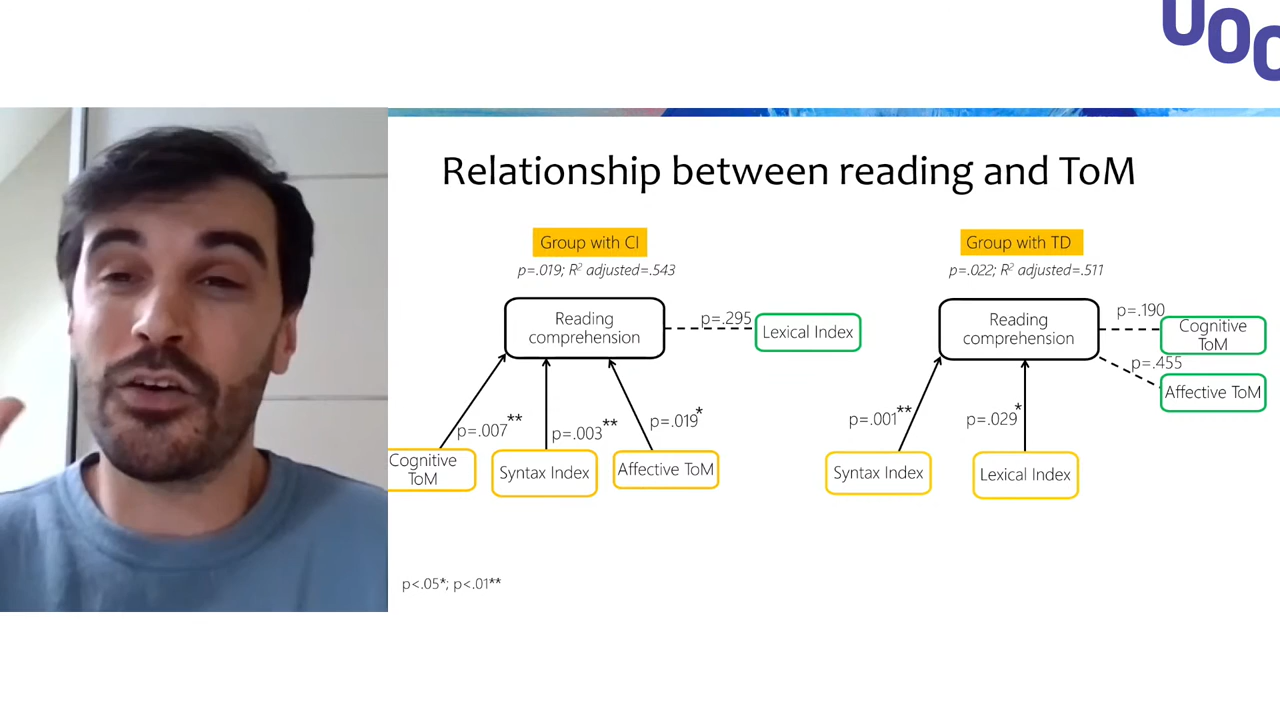 UOC
Relationship between reading and ToM
Group with CI
p=.019; R² adjusted=.543
Reading
comprehension
p=.295
Lexical Index
p=.007**
p=.003**
p=.019*
Cognitive
ToM
Syntax Index
Affective ToM
Group with TD
p=.022; R² adjusted=.511
Reading
comprehension
p=.190
Cognitive
ToM
p=.455
Affective ToM
p=.001**
p=.029*
Syntax Index
Lexical Index
p<.05*; p<.01**